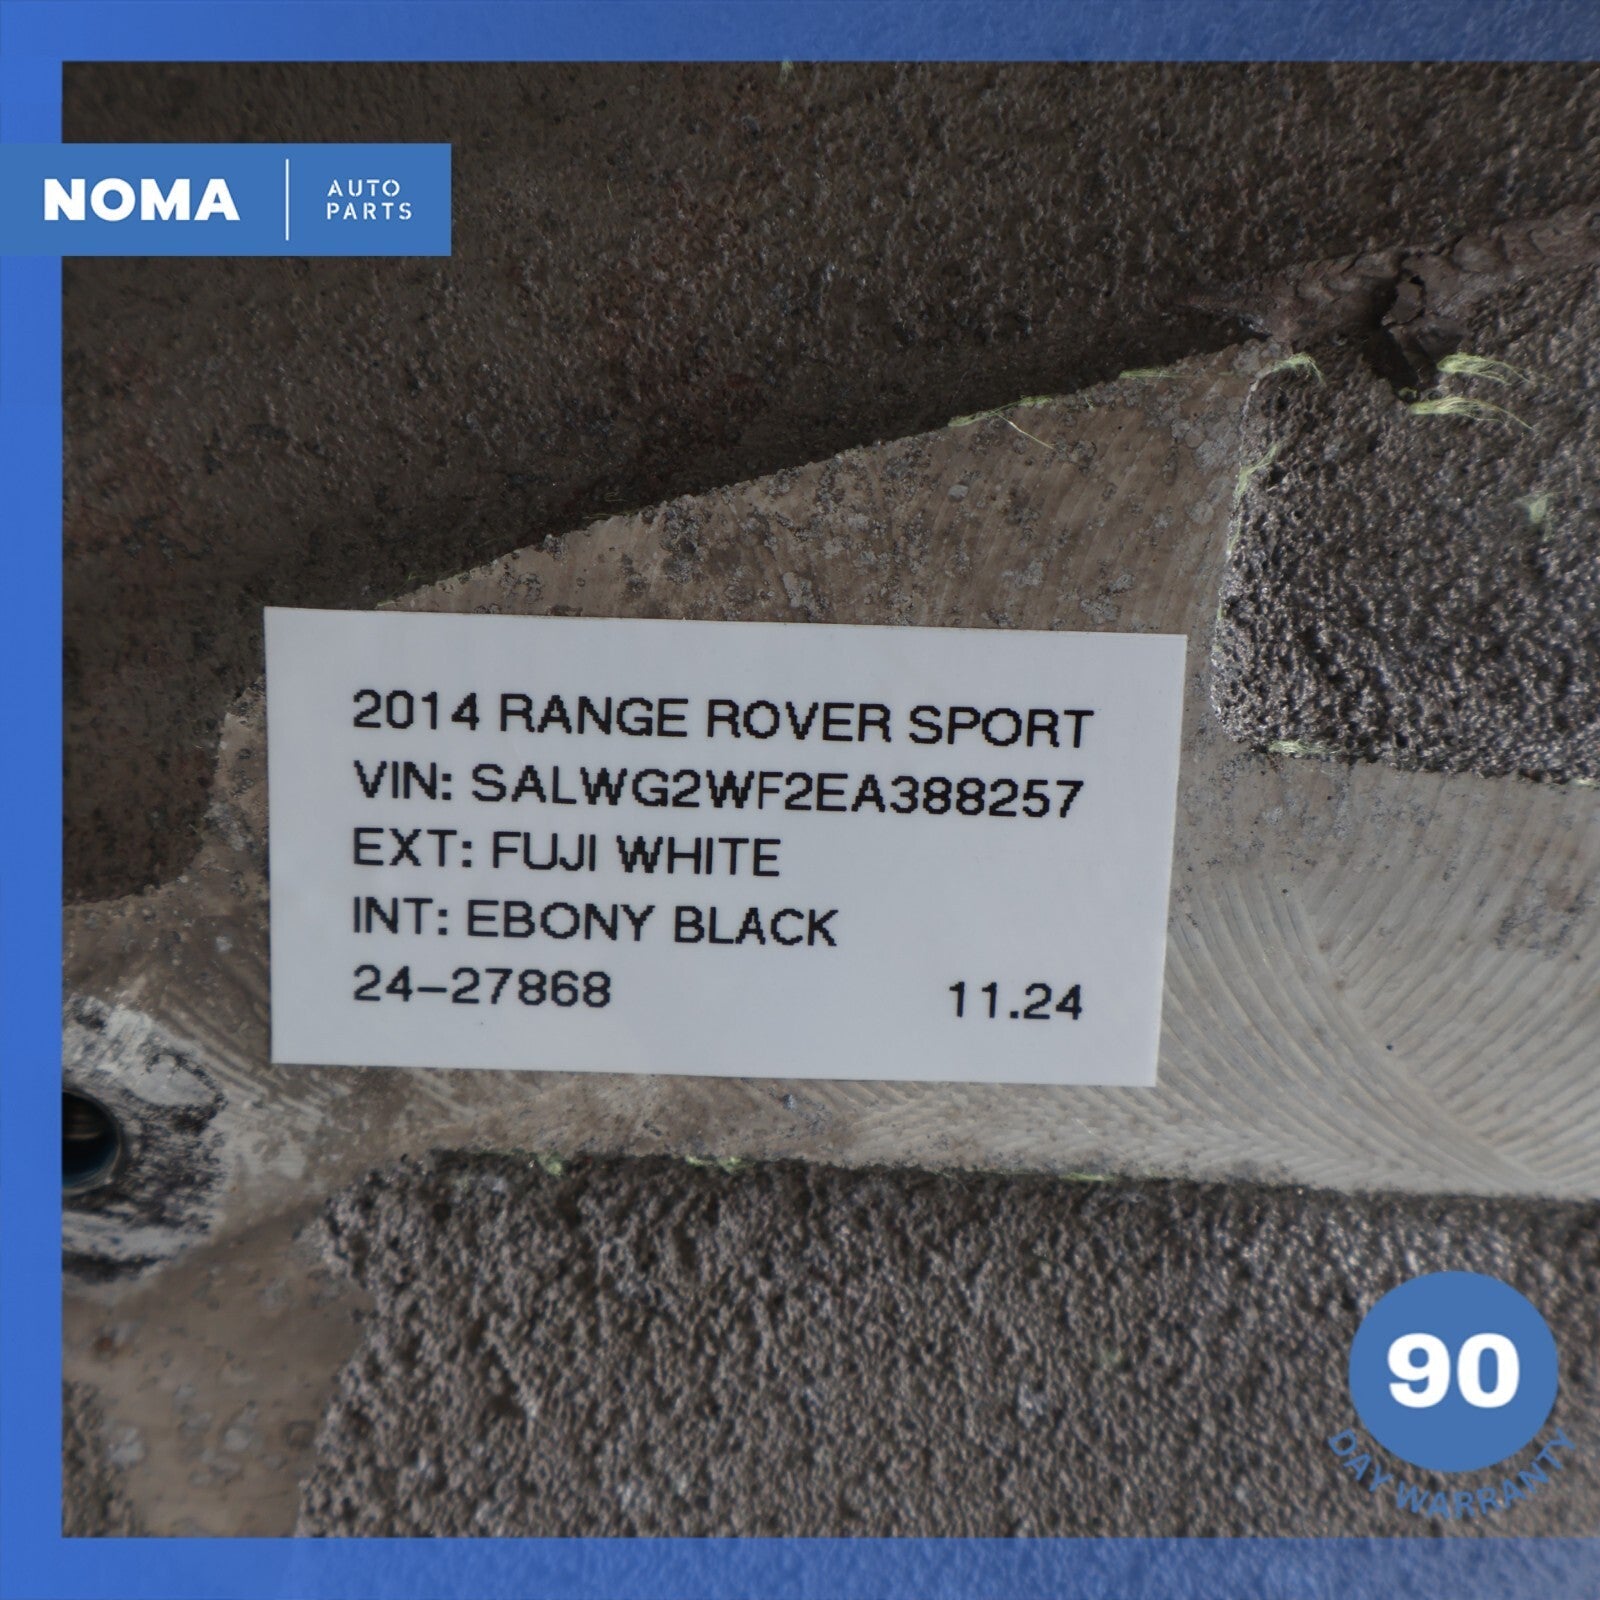 NOMA
AUTO
PARTS
2014 RANGE ROVER SPORT
VIN: SALWG2WF2EA388257
EXT: FUJI WHITE
INT: EBONY BLACK
24-27868 11.24
90
DAY WARRANTY